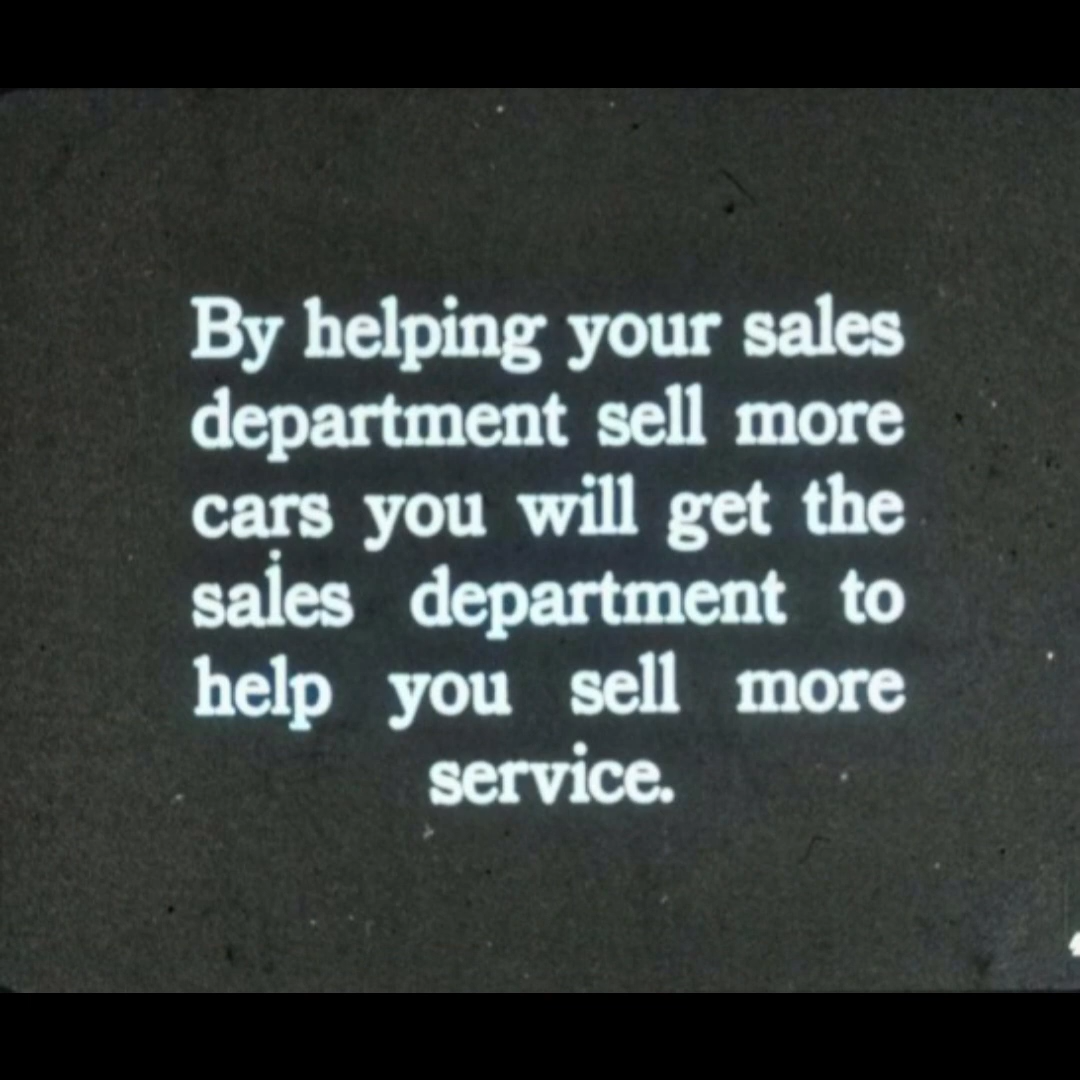 By helping your sales
department sell more
cars you will get the
sales department to
help you sell more
service.